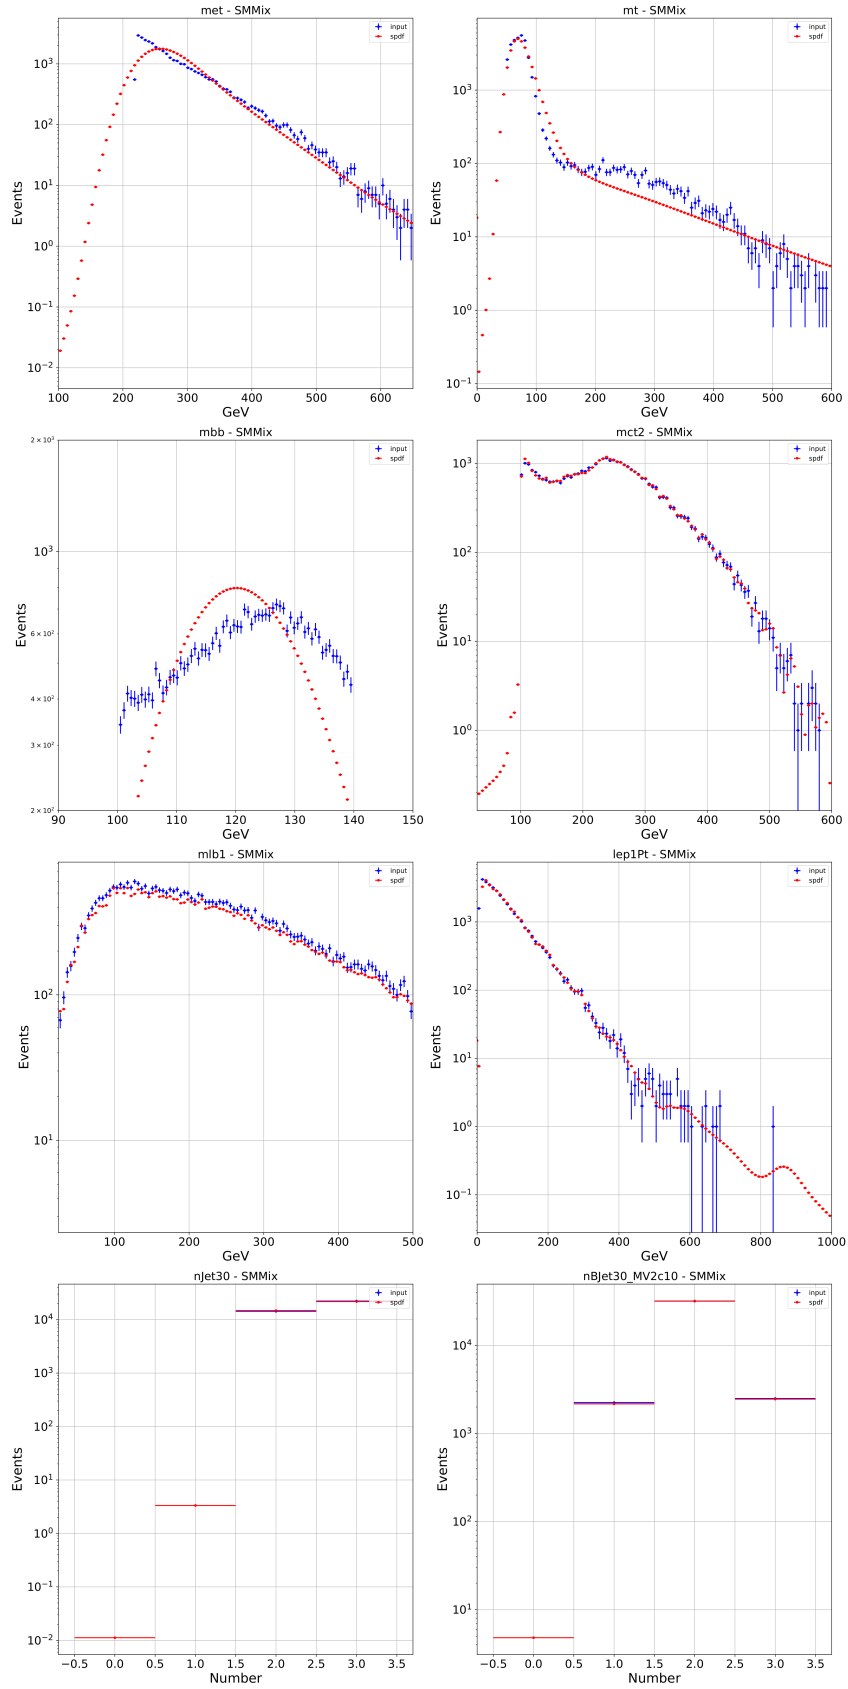 met - SMMix
input
spdf
Events
10³
10²
10¹
10⁰
10⁻¹
10⁻²
100 200 300 400 500 600
GeV
mt - SMMix
input
spdf
Events
10³
10²
10¹
10⁰
10⁻¹
0 100 200 300 400 500 600
GeV
mbb - SMMix
input
spdf
Events
2 × 10³
10³
6 × 10²
4 × 10²
3 × 10²
2 × 10²
90 100 110 120 130 140 150
GeV
mct2 - SMMix
input
spdf
Events
10³
10²
10¹
10⁰
100 200 300 400 500 600
GeV
mlb1 - SMMix
input
spdf
Events
10²
10¹
100 200 300 400 500
GeV
lep1Pt - SMMix
input
spdf
Events
10³
10²
10¹
10⁰
10⁻¹
0 200 400 600 800 1000
GeV
nJet30 - SMMix
input
spdf
Events
10⁴
10³
10²
10¹
10⁰
10⁻¹
10⁻²
−0.5 0.0 0.5 1.0 1.5 2.0 2.5 3.0 3.5
Number
nBJet30_MV2c10 - SMMix
input
spdf
Events
10⁴
10³
10²
10¹
−0.5 0.0 0.5 1.0 1.5 2.0 2.5 3.0 3.5
Number